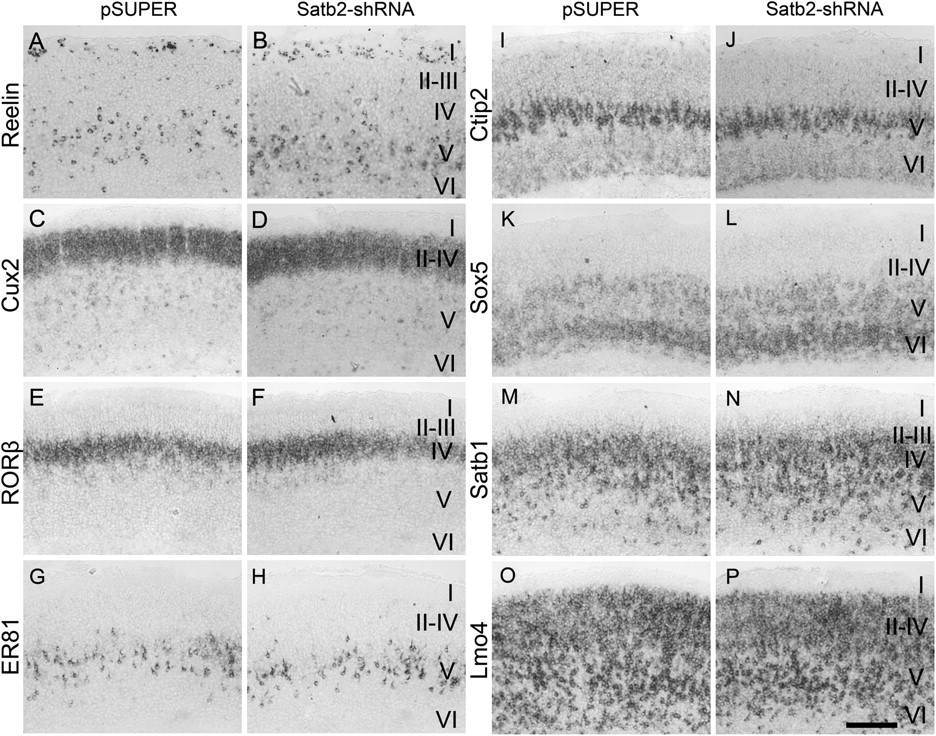 pSUPER Satb2-shRNA pSUPER Satb2-shRNA
Reelin A B I II-III IV V VI
Ctip2 I J I II-IV V VI
Cux2 C D I II-IV V VI
Sox5 K L I II-IV V VI
RORβ E F I II-III IV V VI
Satb1 M N I II-III IV V VI
ER81 G H I II-IV V VI
Lmo4 O P I II-IV V VI